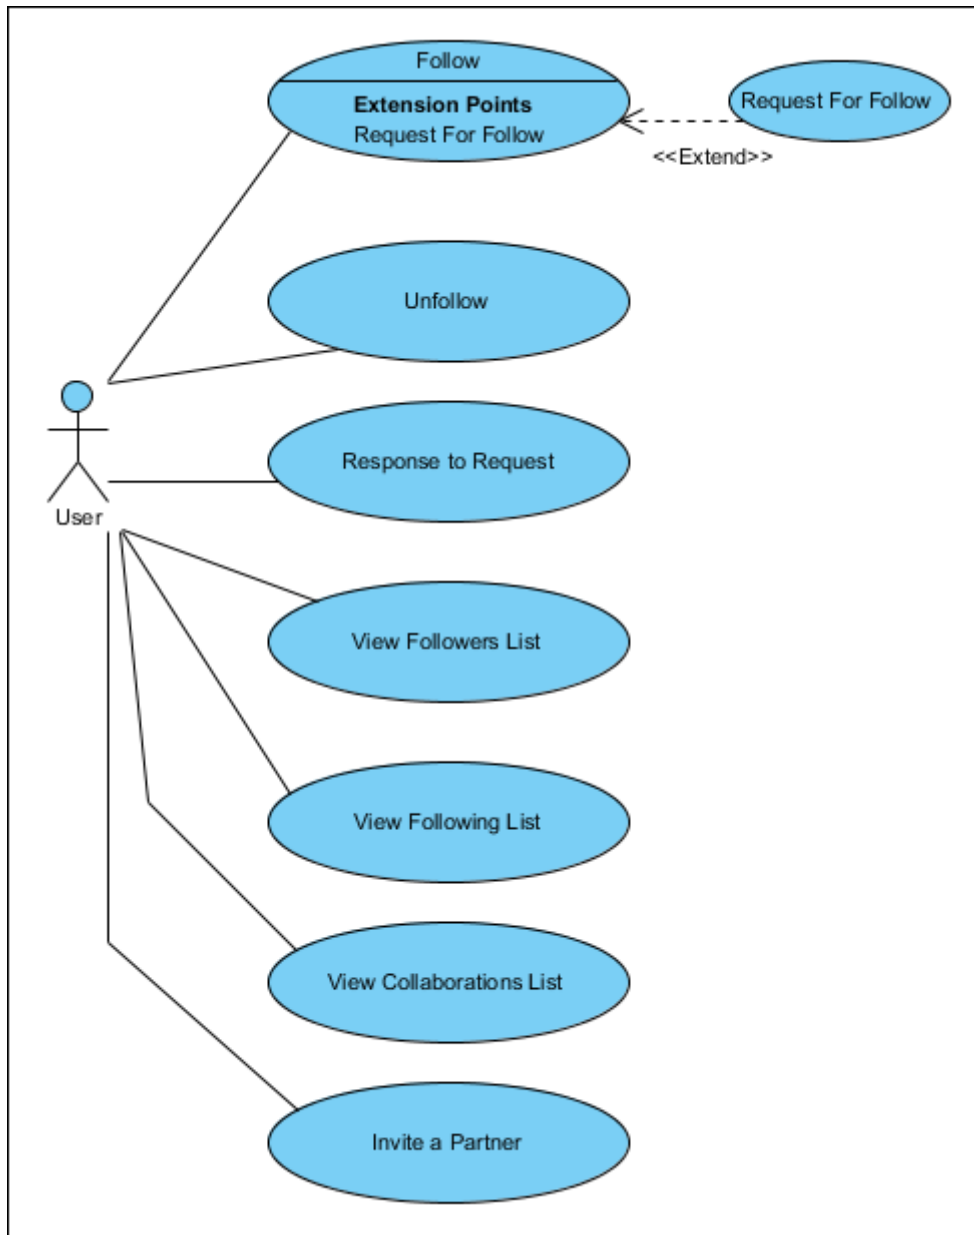 Follow
Extension Points
Request For Follow
Request For Follow
<<Extend>>
Unfollow
Response to Request
User
View Followers List
View Following List
View Collaborations List
Invite a Partner